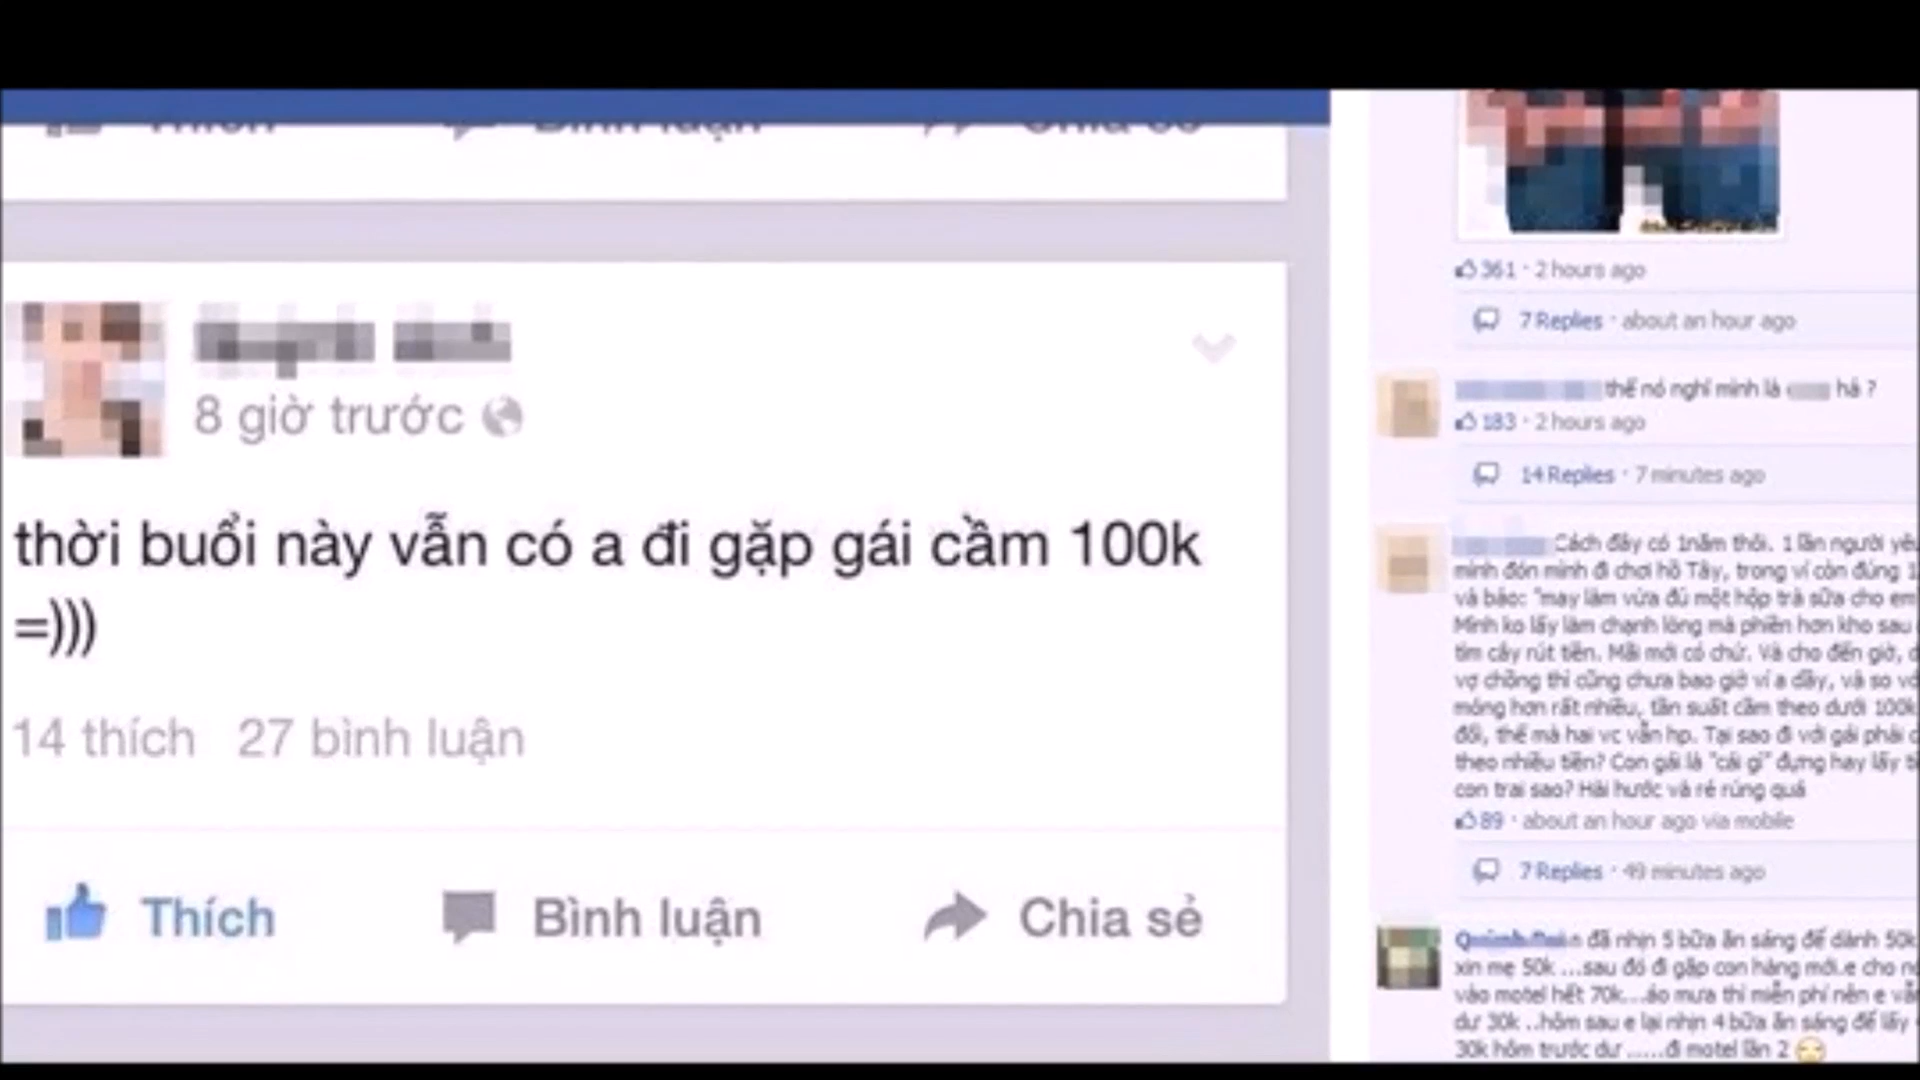 8 giờ trước
thời buổi này vẫn có a đi gặp gái cầm 100k
=)))
14 thích 27 bình luận
Thích Bình luận Chia sẻ
361 · 2 hours ago
7 Replies · about an hour ago
thế nó nghĩ mình là há ?
183 · 2 hours ago
14 Replies · 7 minutes ago
Cách đây có 1năm thôi. 1 lần người yêu
mình đón mình đi chơi hồ Tây, trong ví còn đúng
và bảo: "may làm vừa đủ một hộp trà sữa cho em
Mình ko lấy làm chạnh lòng mà phiền hơn kho sau
tìm cây rút tiền. Mãi mới có chứ. Và cho đến giờ,
vợ chồng thì cũng chưa bao giờ ví a đầy, và so
mỏng hơn rất nhiều, tần suất cầm theo dưới 100k
đổi, thế mà hai vc vẫn hp. Tại sao đi với gái phải
theo nhiều tiền? Con gái là "cái gì" đựng hay lấy
con trai sao? Hài hước và rẻ rúng quá
89 · about an hour ago via mobile
7 Replies · 49 minutes ago
đã nhịn 5 bữa ăn sáng để dành 50k
xin mẹ 50k ...sau đó đi gặp con hàng mới.e cho
vào motel hết 70k...áo mưa thì miễn phí nên e
dư 30k ..hôm sau e lại nhịn 4 bữa ăn sáng để lấy
30k hôm trước dư ......đi motel lần 2